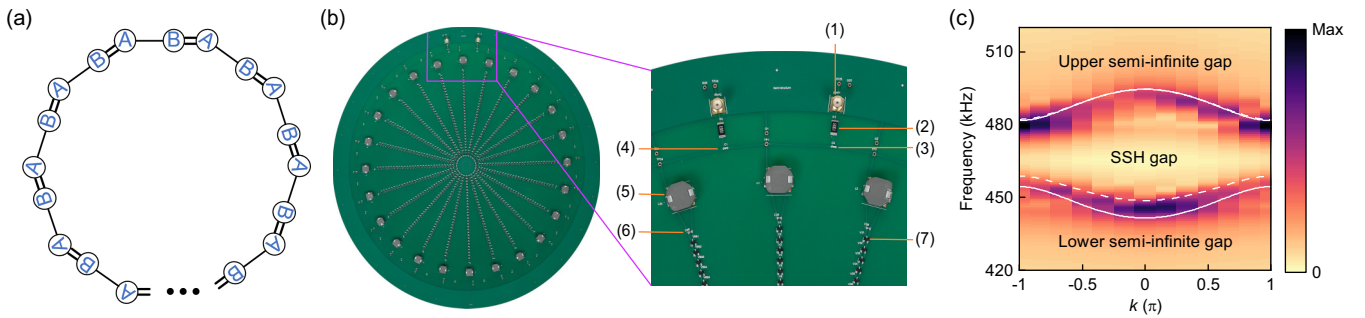 (a)
A
B
A
B
A
B
A
B
A
B
A
B
A
B
A
B
A
B
•••
(b)
(1)
(2)
(3)
(4)
(5)
(6)
(7)
(c)
Frequency (kHz)
510
480
450
420
Upper semi-infinite gap
SSH gap
Lower semi-infinite gap
-1 -0.5 0 0.5 1
k (π)
Max
0